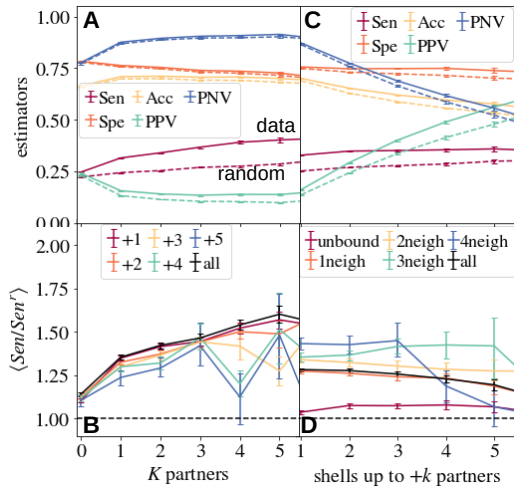 A
C
1.00
0.75
0.50
0.25
0.00
estimators
Sen Acc PNV
Spe PPV
data
random
Sen Acc PNV
Spe PPV
2.00
1.75
1.50
1.25
1.00
⟨Sen/Senʳ⟩
+1 +3 +5
+2 +4 all
unbound 2neigh 4neigh
1neigh 3neigh all
B
D
0 1 2 3 4 5
1 2 3 4 5
K partners
shells up to +k partners